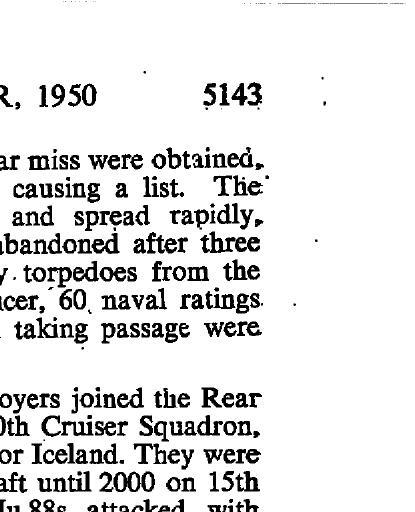 R, 1950 5143
ar miss were obtained,
causing a list. The
and spread rapidly,
abandoned after three
y torpedoes from the
cer, 60 naval ratings
taking passage were
oyers joined the Rear
0th Cruiser Squadron,
or Iceland. They were
aft until 2000 on 15th
Ju.88s attacked with